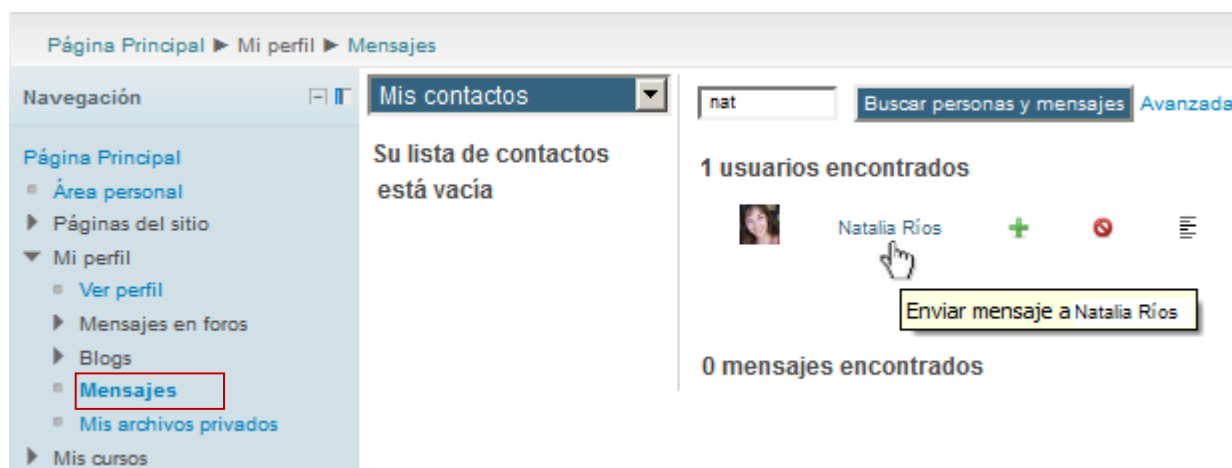 Página Principal ▶ Mi perfil ▶ Mensajes
Navegación
Página Principal
Área personal
Páginas del sitio
Mi perfil
Ver perfil
Mensajes en foros
Blogs
Mensajes
Mis archivos privados
Mis cursos
Mis contactos
Su lista de contactos
está vacía
nat Buscar personas y mensajes Avanzada
1 usuarios encontrados
Natalia Ríos
Enviar mensaje a Natalia Ríos
0 mensajes encontrados